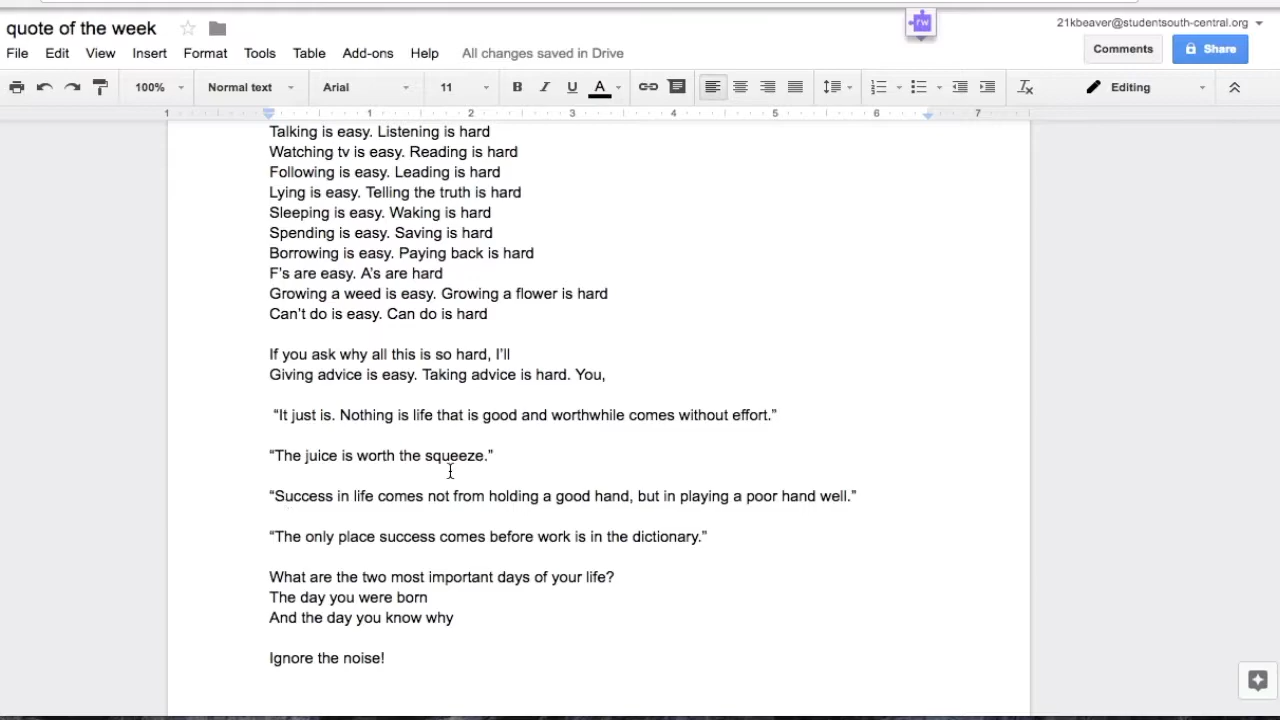 quote of the week
rw
21kbeaver@studentsouth-central.org
File Edit View Insert Format Tools Table Add-ons Help All changes saved in Drive
Comments Share
100% Normal text Arial 11 B I U A Editing
1 1 2 3 4 5 6 7
Talking is easy. Listening is hard
Watching tv is easy. Reading is hard
Following is easy. Leading is hard
Lying is easy. Telling the truth is hard
Sleeping is easy. Waking is hard
Spending is easy. Saving is hard
Borrowing is easy. Paying back is hard
F’s are easy. A’s are hard
Growing a weed is easy. Growing a flower is hard
Can’t do is easy. Can do is hard
If you ask why all this is so hard, I’ll
Giving advice is easy. Taking advice is hard. You,
“It just is. Nothing is life that is good and worthwhile comes without effort.”
“The juice is worth the squeeze.”
“Success in life comes not from holding a good hand, but in playing a poor hand well.”
“The only place success comes before work is in the dictionary.”
What are the two most important days of your life?
The day you were born
And the day you know why
Ignore the noise!